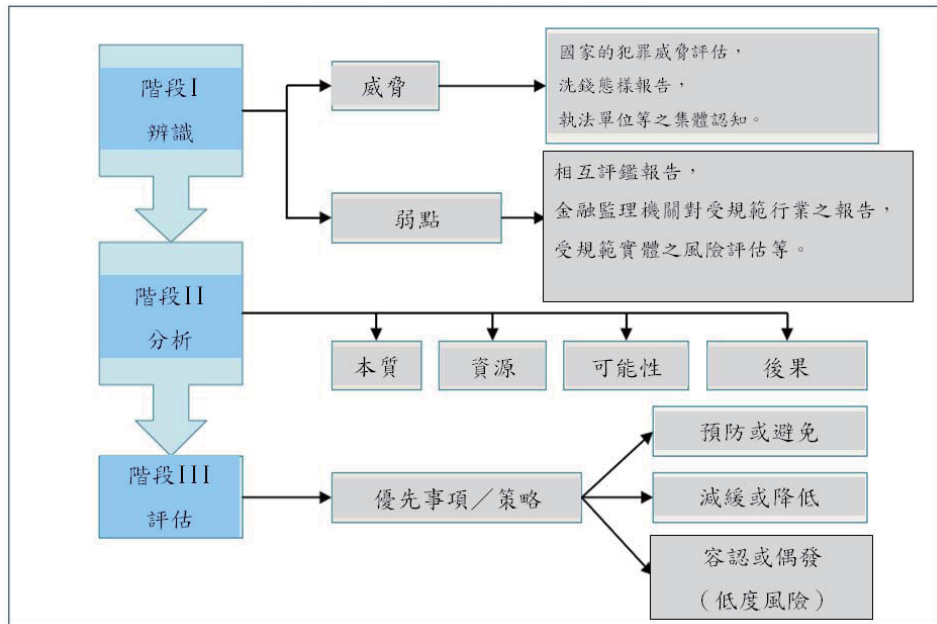 階段I
辨識
威脅
國家的犯罪威脅評估，
洗錢態樣報告，
執法單位等之集體認知。
弱點
相互評鑑報告，
金融監理機關對受規範行業之報告，
受規範實體之風險評估等。
階段II
分析
本質
資源
可能性
後果
階段III
評估
優先事項／策略
預防或避免
減緩或降低
容認或偶發
（低度風險）